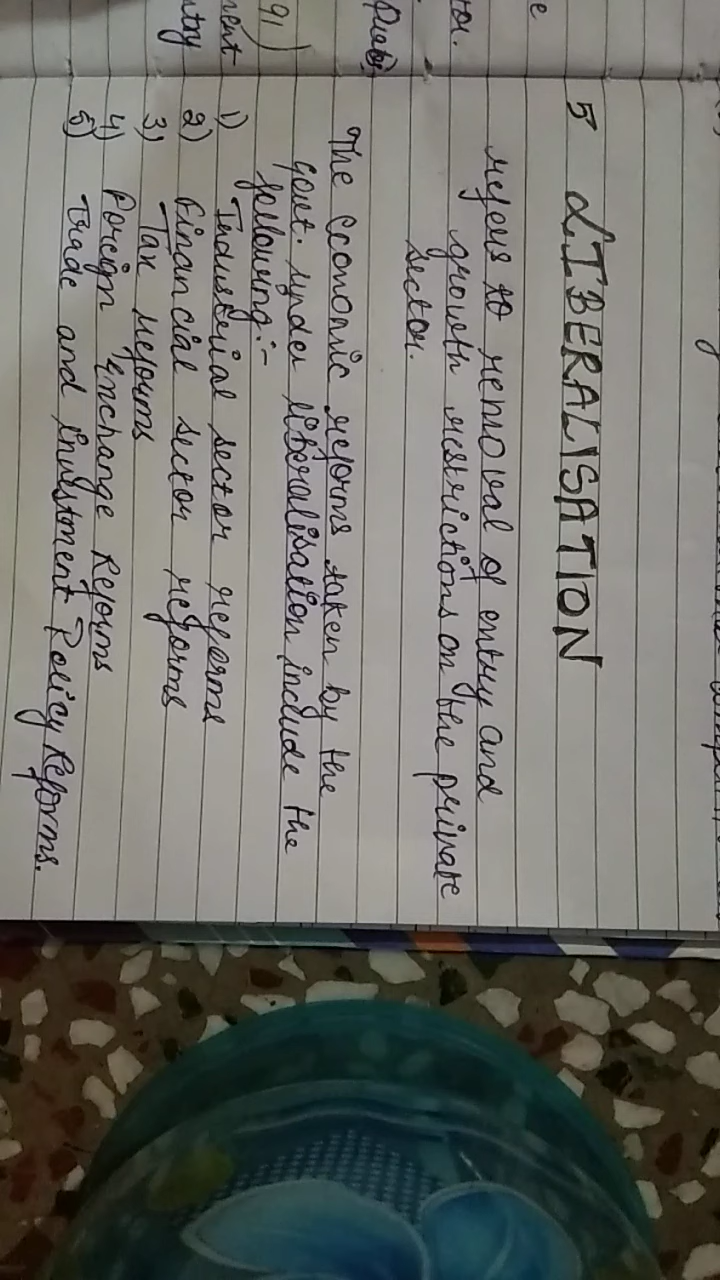 5 LIBERALISATION
refers to removal of entry and
growth restrictions on the private
sector.
The economic reforms taken by the
govt. under liberalisation include the
following:-
1) Industrial sector reforms
2) Financial sector reforms
3) Tax reforms
4) Foreign Exchange Reforms
5) Trade and investment Policy Reforms.
91)